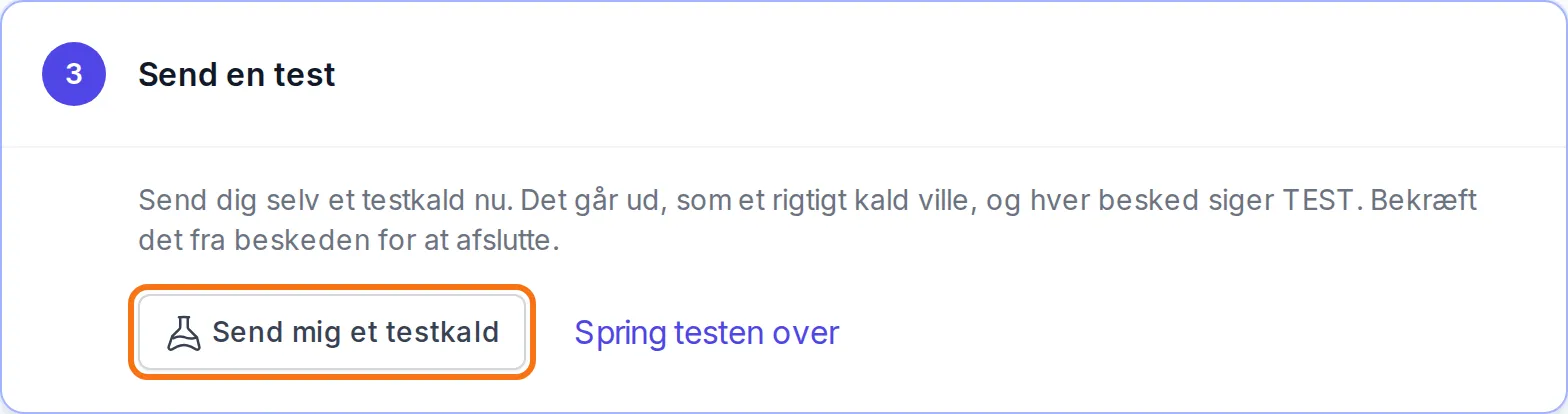 3
Send en test
Send dig selv et testkald nu. Det går ud, som et rigtigt kald ville, og hver besked siger TEST. Bekræft
det fra beskeden for at afslutte.
Send mig et testkald
Spring testen over